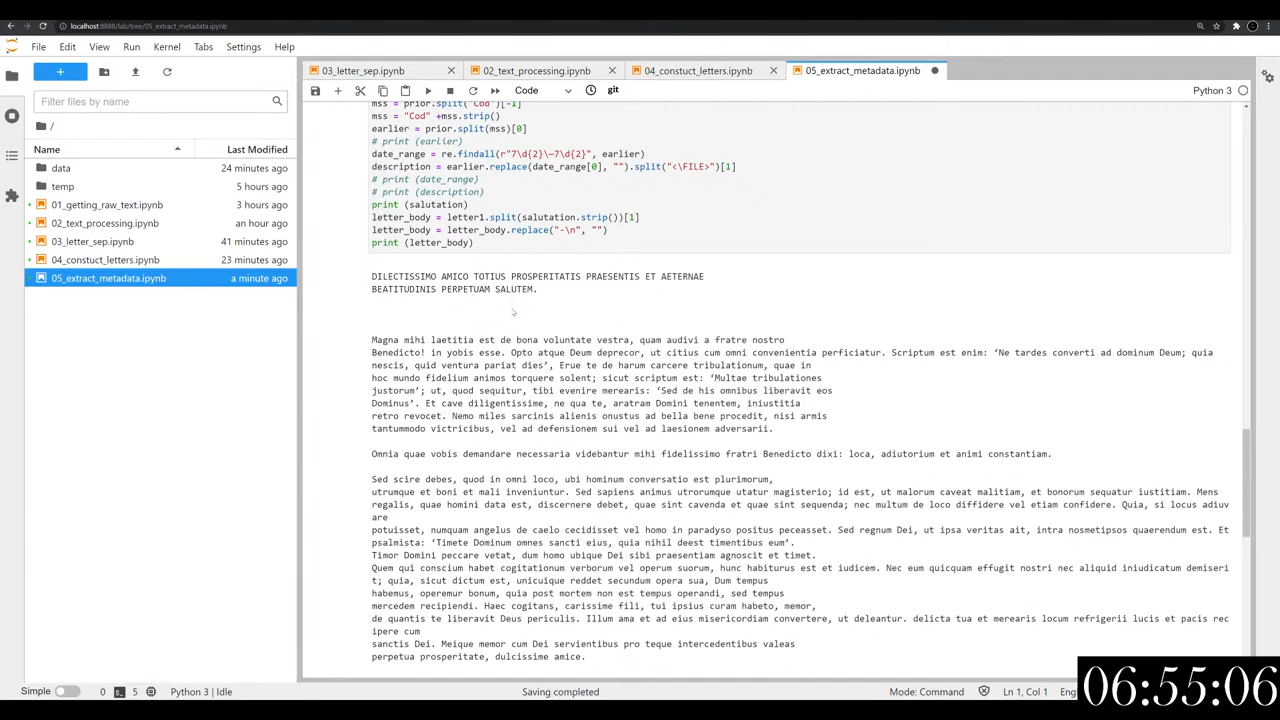 localhost:8888/lab/tree/05_extract_metadata.ipynb
File Edit View Run Kernel Tabs Settings Help
03_letter_sep.ipynb
02_text_processing.ipynb
04_constuct_letters.ipynb
05_extract_metadata.ipynb
+
Code
git
Python 3
Filter files by name
/
Name Last Modified
data 24 minutes ago
temp 5 hours ago
01_getting_raw_text.ipynb 3 hours ago
02_text_processing.ipynb an hour ago
03_letter_sep.ipynb 41 minutes ago
04_constuct_letters.ipynb 23 minutes ago
05_extract_metadata.ipynb a minute ago
mss = prior.split("Cod")[-1]
mss = "Cod" +mss.strip()
earlier = prior.split(mss)[0]
# print (earlier)
date_range = re.findall(r"7\d{2}\—7\d{2}", earlier)
description = earlier.replace(date_range[0], "").split("<\FILE>")[1]
# print (date_range)
# print (description)
print (salutation)
letter_body = letter1.split(salutation.strip())[1]
letter_body = letter_body.replace("-\n", "")
print (letter_body)
DILECTISSIMO AMICO TOTIUS PROSPERITATIS PRAESENTIS ET AETERNAE
BEATITUDINIS PERPETUAM SALUTEM.
Magna mihi laetitia est de bona voluntate vestra, quam audivi a fratre nostro
Benedicto! in yobis esse. Opto atque Deum deprecor, ut citius cum omni convenientia perficiatur. Scriptum est enim: ‘Ne tardes converti ad dominum Deum; quia
nescis, quid ventura pariat dies’, Erue te de harum carcere tribulationum, quae in
hoc mundo fidelium animos torquere solent; sicut scriptum est: ‘Multae tribulationes
justorum’; ut, quod sequitur, tibi evenire merearis: ‘Sed de his omnibus liberavit eos
Dominus’. Et cave diligentissime, ne qua te, aratram Domini tenentem, iniustitia
retro revocet. Nemo miles sarcinis alienis onustus ad bella bene procedit, nisi armis
tantummodo victricibus, vel ad defensionem sui vel ad laesionem adversarii.
Omnia quae vobis demandare necessaria videbantur mihi fidelissimo fratri Benedicto dixi: loca, adiutorium et animi constantiam.
Sed scire debes, quod in omni loco, ubi hominum conversatio est plurimorum,
utrumque et boni et mali inveniuntur. Sed sapiens animus utrorumque utatur magisterio; id est, ut malorum caveat malitiam, et bonorum sequatur iustitiam. Mens
regalis, quae homini data est, discernere debet, quae sint cavenda et quae sint sequenda; nec multum de loco diffidere vel etiam confidere. Quia, si locus adiuv
are
potuisset, numquam angelus de caelo cecidisset vel homo in paradyso positus peceasset. Sed regnum Dei, ut ipsa veritas ait, intra nosmetipsos quaerendum est. Et
psalmista: ‘Timete Dominum omnes sancti eius, quia nihil deest timentibus eum’.
Timor Domini peccare vetat, dum homo ubique Dei sibi praesentiam agnoscit et timet.
Quem qui conscium habet cogitationum verborum vel operum suorum, hunc habiturus est et iudicem. Nec eum quicquam effugit nostri nec aliquid iniudicatum demiseri
t; quia, sicut dictum est, unicuique reddet secundum opera sua, Dum tempus
habemus, operemur bonum, quia post mortem non est tempus operandi, sed tempus
mercedem recipiendi. Haec cogitans, carissime fili, tui ipsius curam habeto, memor,
de quantis te liberavit Deus periculis. Illum ama et ad eius misericordiam convertere, ut deleantur. delicta tua et merearis locum refrigerii lucis et pacis rec
ipere cum
sanctis Dei. Meique memor cum Dei servientibus pro teque intercedentibus valeas
perpetua prosperitate, dulcissime amice.
Simple 0 5 Python 3 | Idle Saving completed Mode: Command Ln 1, Col 1
06:55:06